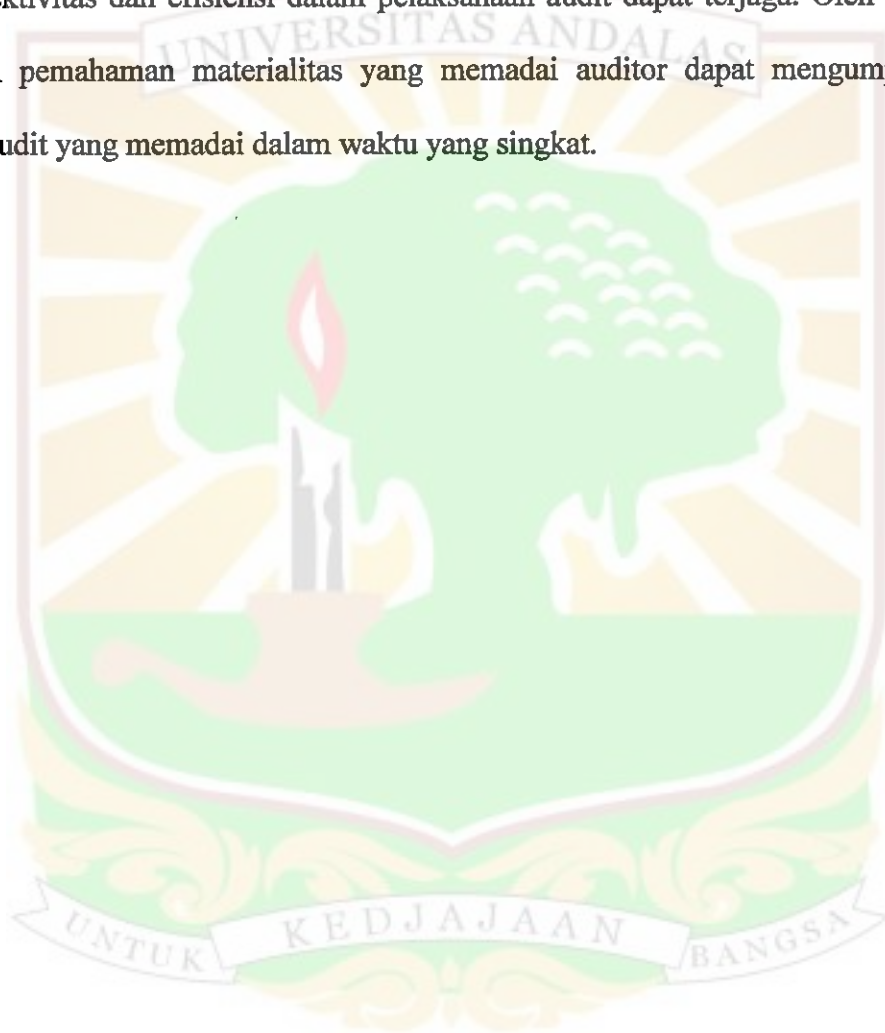 ektivitas dan efisiensi dalam pelaksanaan audit dapat terjaga. Oleh
UNIVERSITAS ANDALAS
pemahaman materialitas yang memadai auditor dapat mengump
udit yang memadai dalam waktu yang singkat.
UNTUK KEDJAJAAN BANGSA